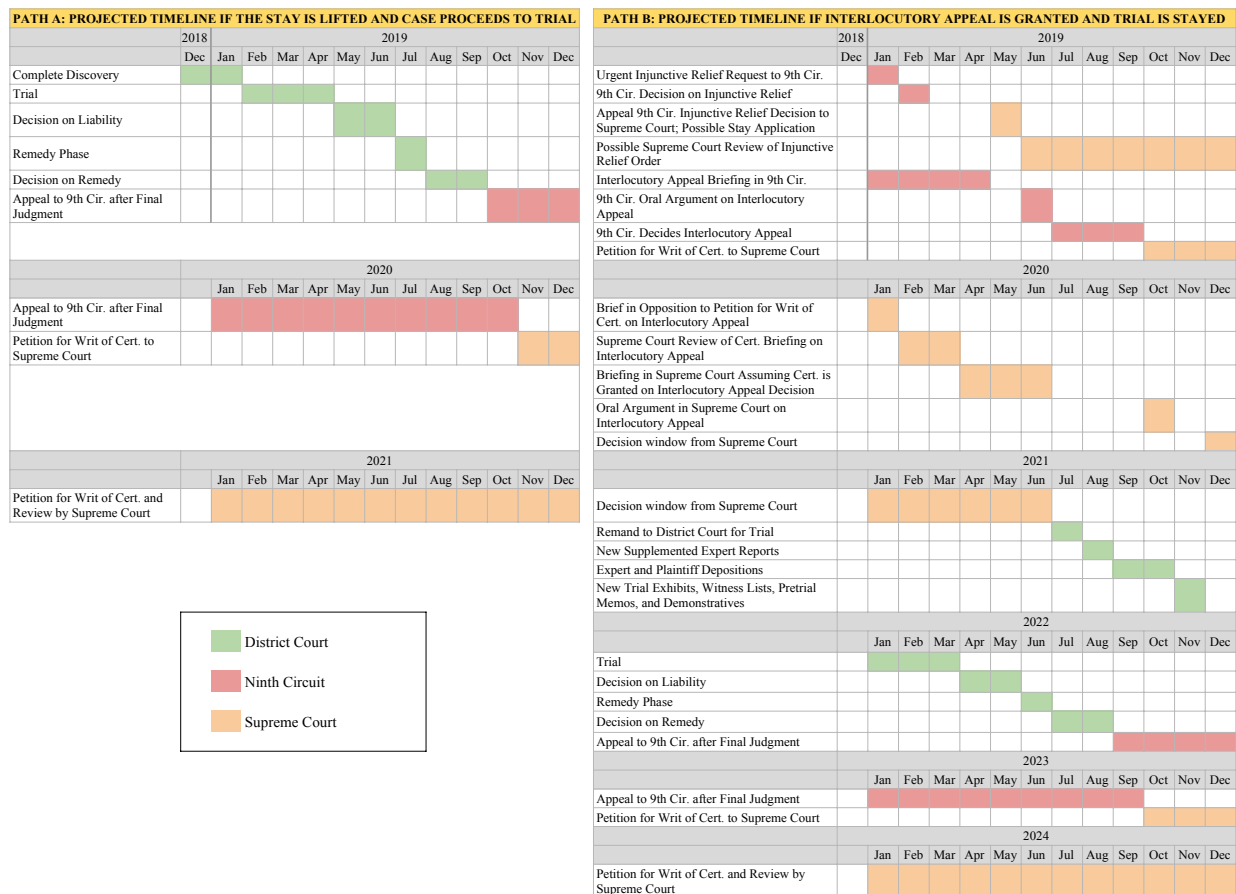 PATH A: PROJECTED TIMELINE IF THE STAY IS LIFTED AND CASE PROCEEDS TO TRIAL
2018 2019
Dec Jan Feb Mar Apr May Jun Jul Aug Sep Oct Nov Dec
Complete Discovery
Trial
Decision on Liability
Remedy Phase
Decision on Remedy
Appeal to 9th Cir. after Final
Judgment
2020
Jan Feb Mar Apr May Jun Jul Aug Sep Oct Nov Dec
Appeal to 9th Cir. after Final
Judgment
Petition for Writ of Cert. to
Supreme Court
2021
Jan Feb Mar Apr May Jun Jul Aug Sep Oct Nov Dec
Petition for Writ of Cert. and
Review by Supreme Court
District Court
Ninth Circuit
Supreme Court
PATH B: PROJECTED TIMELINE IF INTERLOCUTORY APPEAL IS GRANTED AND TRIAL IS STAYED
2018 2019
Dec Jan Feb Mar Apr May Jun Jul Aug Sep Oct Nov Dec
Urgent Injunctive Relief Request to 9th Cir.
9th Cir. Decision on Injunctive Relief
Appeal 9th Cir. Injunctive Relief Decision to
Supreme Court; Possible Stay Application
Possible Supreme Court Review of Injunctive
Relief Order
Interlocutory Appeal Briefing in 9th Cir.
9th Cir. Oral Argument on Interlocutory
Appeal
9th Cir. Decides Interlocutory Appeal
Petition for Writ of Cert. to Supreme Court
2020
Jan Feb Mar Apr May Jun Jul Aug Sep Oct Nov Dec
Brief in Opposition to Petition for Writ of
Cert. on Interlocutory Appeal
Supreme Court Review of Cert. Briefing on
Interlocutory Appeal
Briefing in Supreme Court Assuming Cert. is
Granted on Interlocutory Appeal Decision
Oral Argument in Supreme Court on
Interlocutory Appeal
Decision window from Supreme Court
2021
Jan Feb Mar Apr May Jun Jul Aug Sep Oct Nov Dec
Decision window from Supreme Court
Remand to District Court for Trial
New Supplemented Expert Reports
Expert and Plaintiff Depositions
New Trial Exhibits, Witness Lists, Pretrial
Memos, and Demonstratives
2022
Jan Feb Mar Apr May Jun Jul Aug Sep Oct Nov Dec
Trial
Decision on Liability
Remedy Phase
Decision on Remedy
Appeal to 9th Cir. after Final Judgment
2023
Jan Feb Mar Apr May Jun Jul Aug Sep Oct Nov Dec
Appeal to 9th Cir. after Final Judgment
Petition for Writ of Cert. to Supreme Court
2024
Jan Feb Mar Apr May Jun Jul Aug Sep Oct Nov Dec
Petition for Writ of Cert. and Review by
Supreme Court